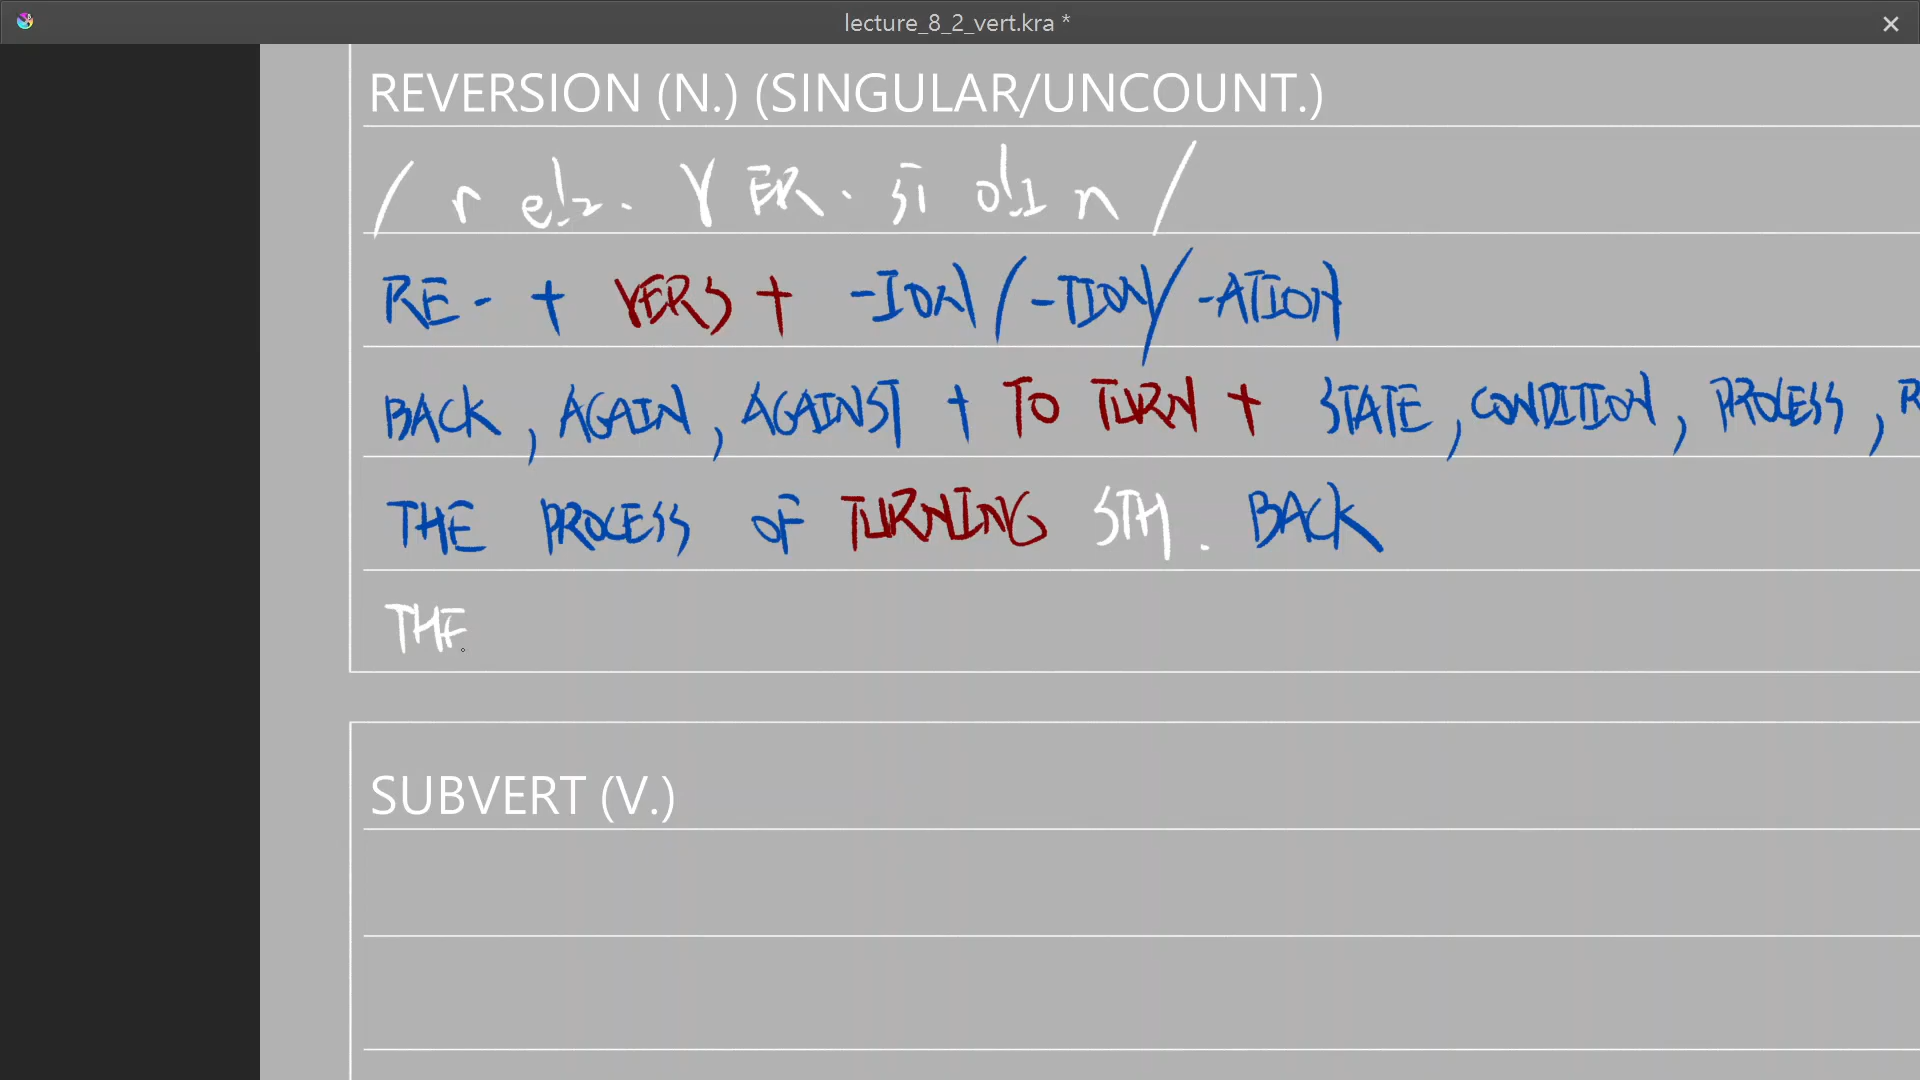 lecture_8_2_vert.kra *
REVERSION (N.) (SINGULAR/UNCOUNT.)
RE- + VERS + -ION / -TION / -ATION
BACK, AGAIN, AGAINST + TO TURN + STATE, CONDITION, PROCESS, R
THE PROCESS OF TURNING STH. BACK
THE
SUBVERT (V.)